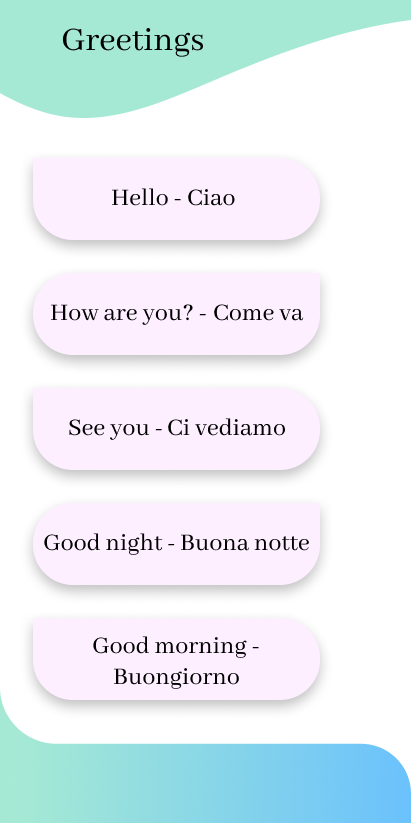 Greetings
Hello - Ciao
How are you? - Come va
See you - Ci vediamo
Good night - Buona notte
Good morning -
Buongiorno